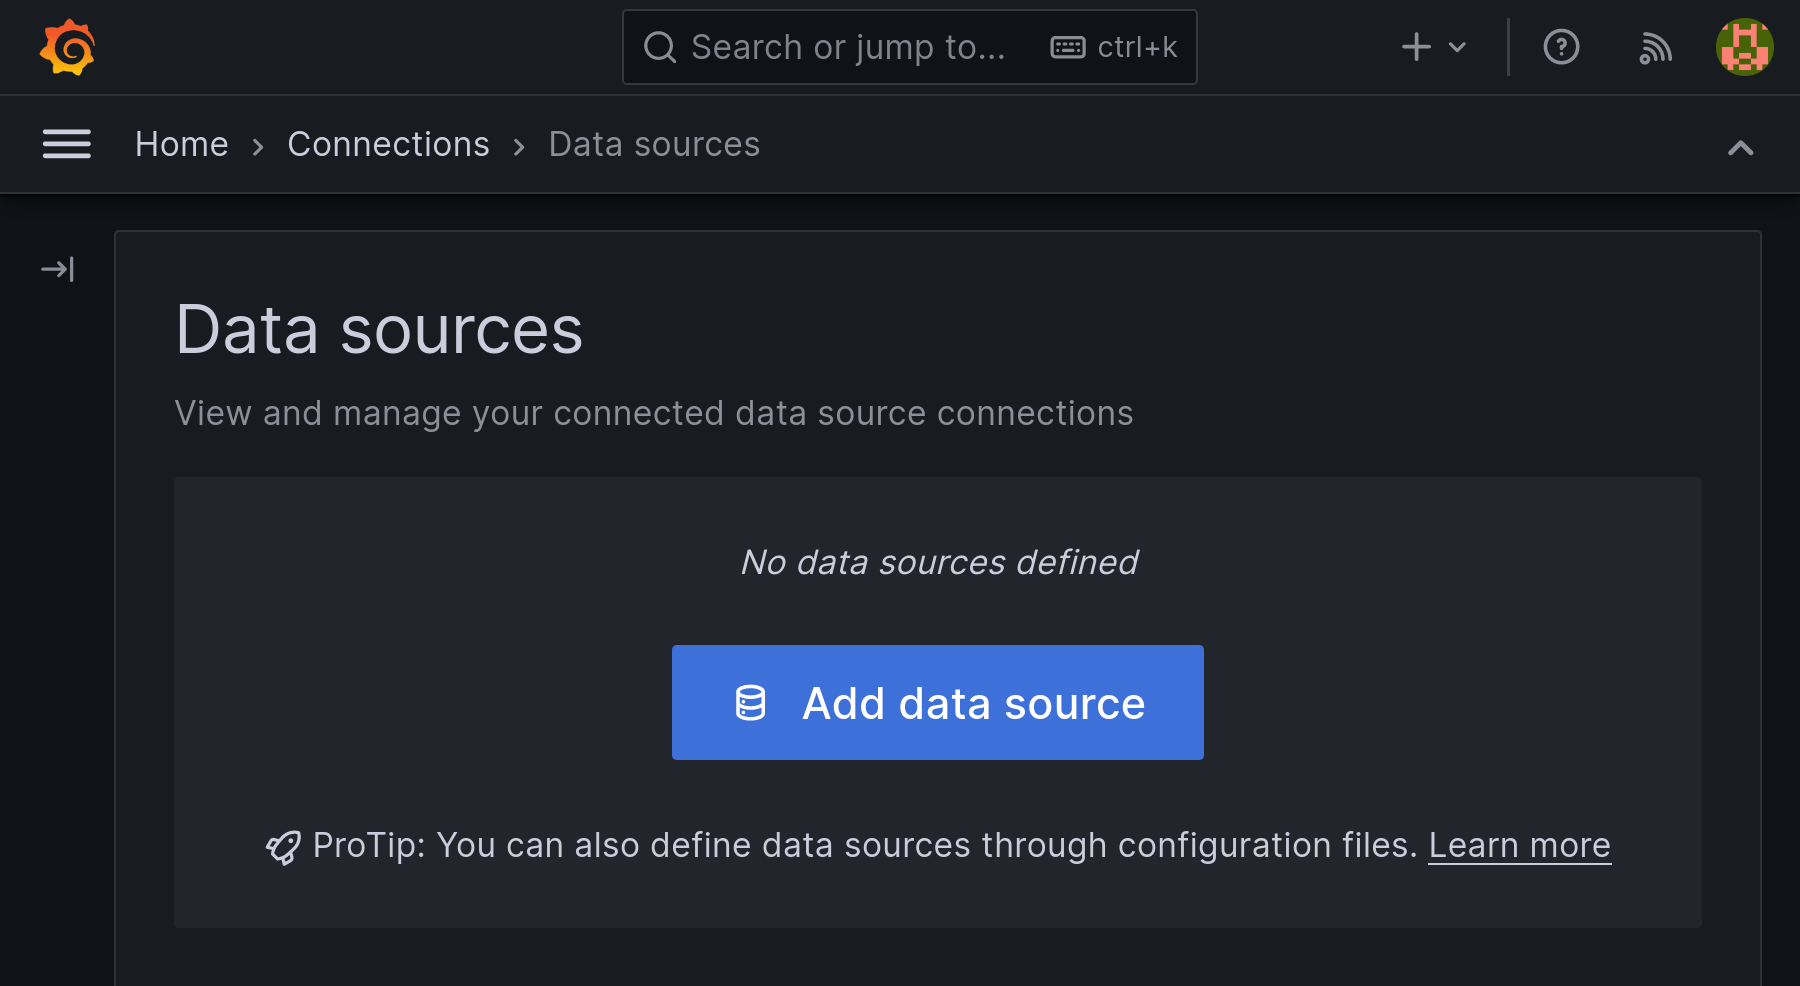 Search or jump to... ctrl+k
Home › Connections › Data sources
Data sources
View and manage your connected data source connections
No data sources defined
Add data source
ProTip: You can also define data sources through configuration files. Learn more